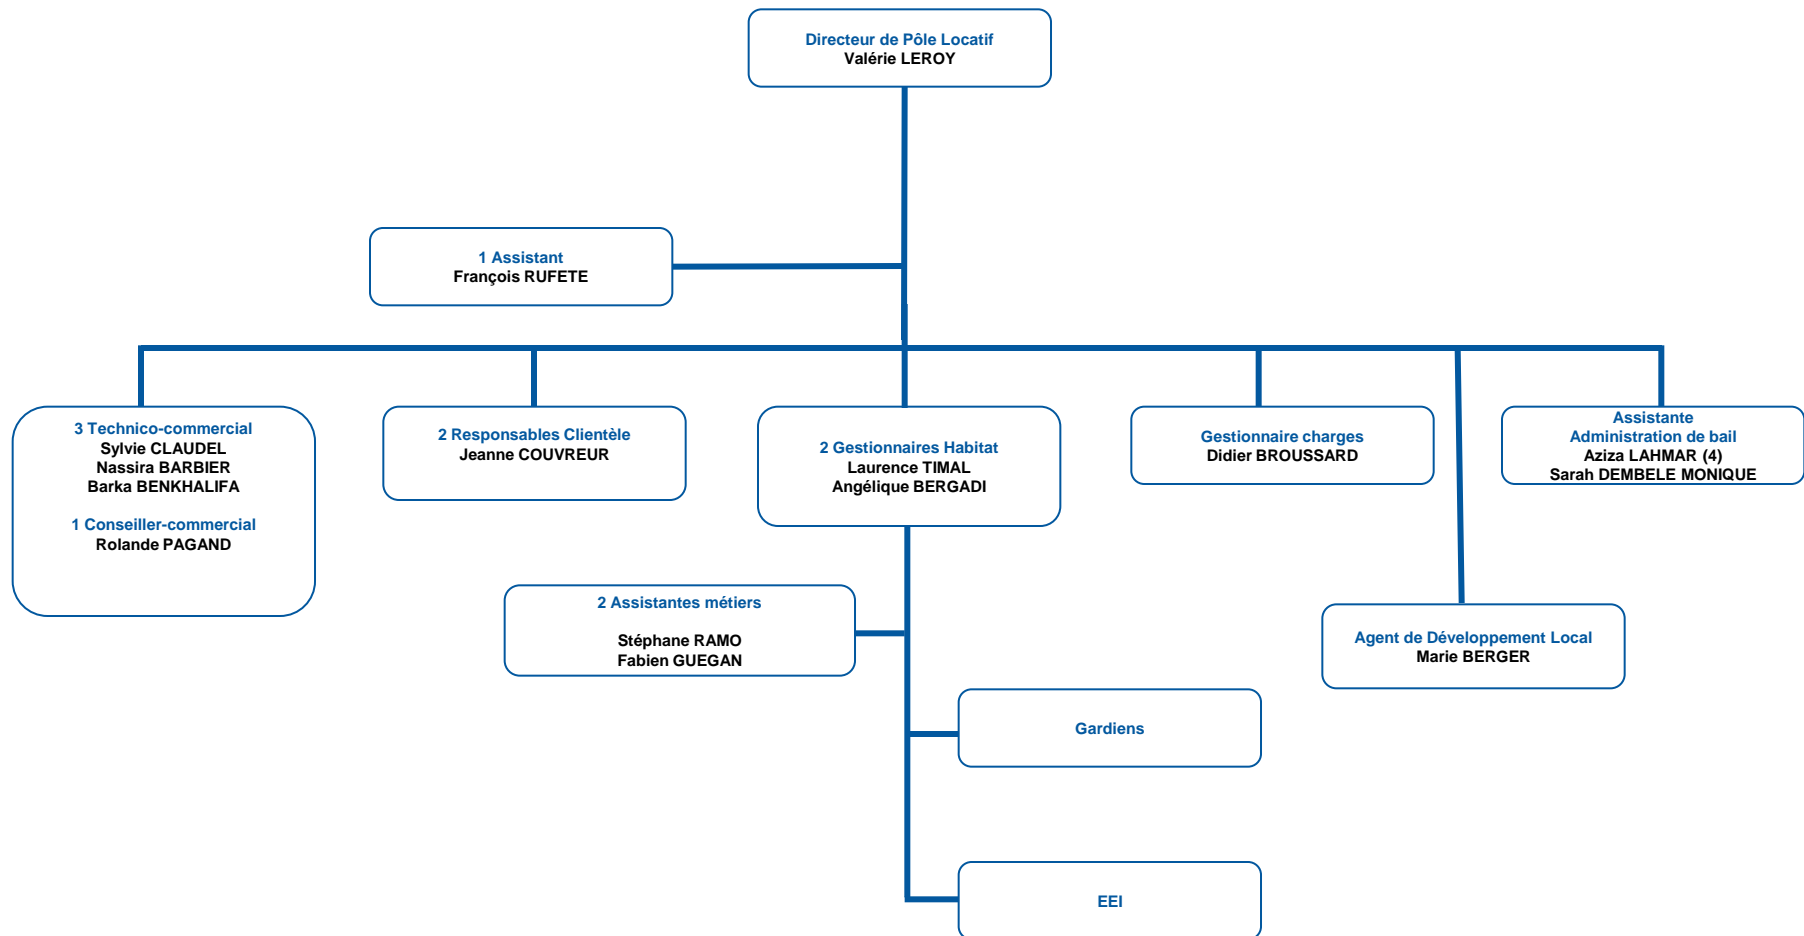 Directeur de Pôle Locatif
Valérie LEROY
1 Assistant
François RUFETE
3 Technico-commercial
Sylvie CLAUDEL
Nassira BARBIER
Barka BENKHALIFA
1 Conseiller-commercial
Rolande PAGAND
2 Responsables Clientèle
Jeanne COUVREUR
2 Gestionnaires Habitat
Laurence TIMAL
Angélique BERGADI
Gestionnaire charges
Didier BROUSSARD
Assistante
Administration de bail
Aziza LAHMAR (4)
Sarah DEMBELE MONIQUE
2 Assistantes métiers
Stéphane RAMO
Fabien GUEGAN
Agent de Développement Local
Marie BERGER
Gardiens
EEI